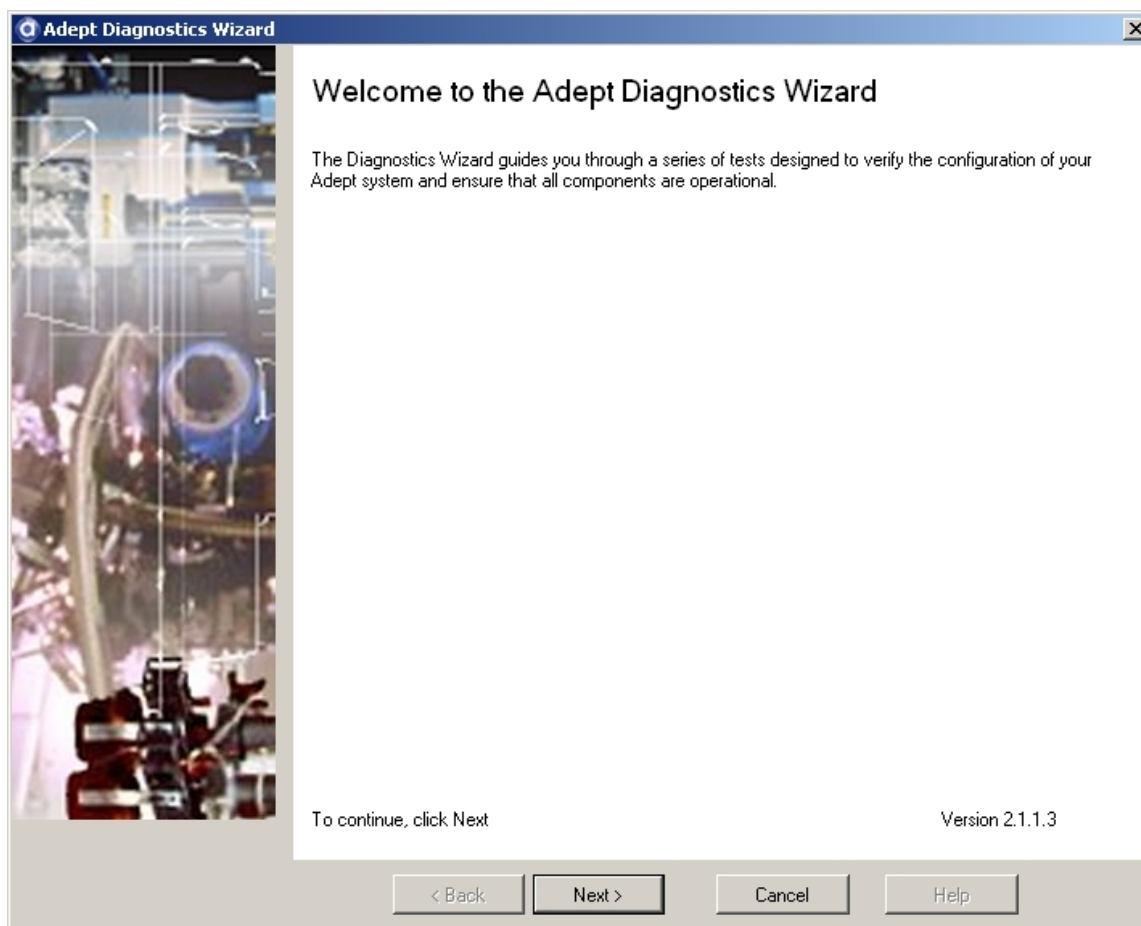 Adept Diagnostics Wizard
Welcome to the Adept Diagnostics Wizard
The Diagnostics Wizard guides you through a series of tests designed to verify the configuration of your
Adept system and ensure that all components are operational.
To continue, click Next
Version 2.1.1.3
< Back
Next >
Cancel
Help